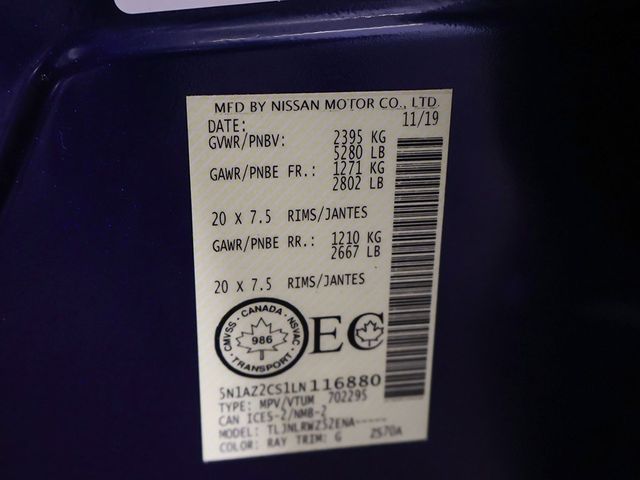 MFD BY NISSAN MOTOR CO., LTD.
DATE: 11/19
GVWR/PNBV: 2395 KG
5280 LB
GAWR/PNBE FR.: 1271 KG
2802 LB
20 X 7.5 RIMS/JANTES
GAWR/PNBE RR.: 1210 KG
2667 LB
20 X 7.5 RIMS/JANTES
CMVSS · CANADA · NSVAC
986
TRANSPORT
EC
5N1AZ2CS1LN116880
TYPE: MPV/VTUM 702295
CAN ICES-2/NMB-2
MODEL: TLJNLRWZ52ENA-----
COLOR: RAY TRIM: G ZS70A